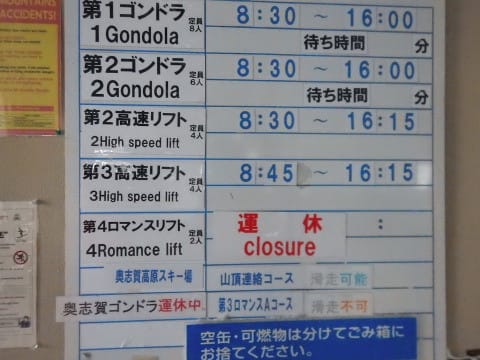 MOUNTAINS
ACCIDENTS!
第1ゴンドラ 定員8人 8:30 ～ 16:00
1Gondola 待ち時間 分
第2ゴンドラ 定員6人 8:30 ～ 16:00
2Gondola 待ち時間 分
第2高速リフト 定員4人 8:30 ～ 16:15
2High speed lift
第3高速リフト 定員4人 8:45 ～ 16:15
3High speed lift
第4ロマンスリフト 定員2人 運 休 :
4Romance lift closure
奥志賀高原スキー場 山頂連絡コース 滑走可能
奥志賀ゴンドラ運休中 第3ロマンスAコース 滑走不可
空缶・可燃物は分けてごみ箱に
お捨てください。